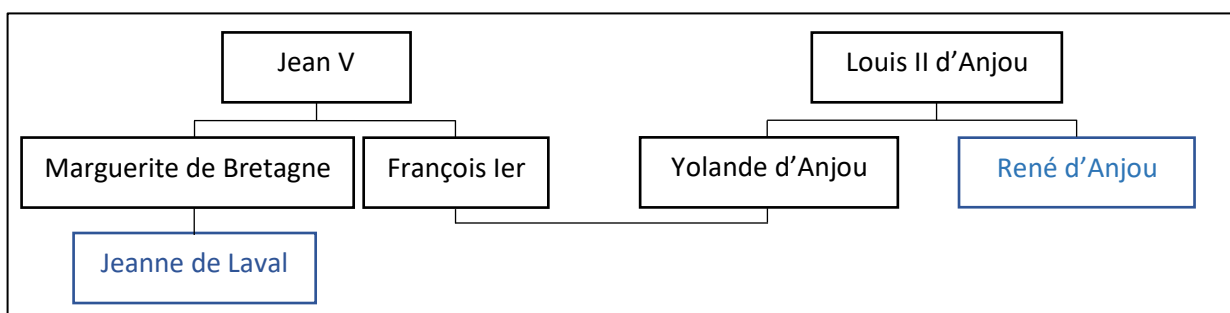 Jean V
Louis II d’Anjou
Marguerite de Bretagne
François Ier
Yolande d’Anjou
René d’Anjou
Jeanne de Laval